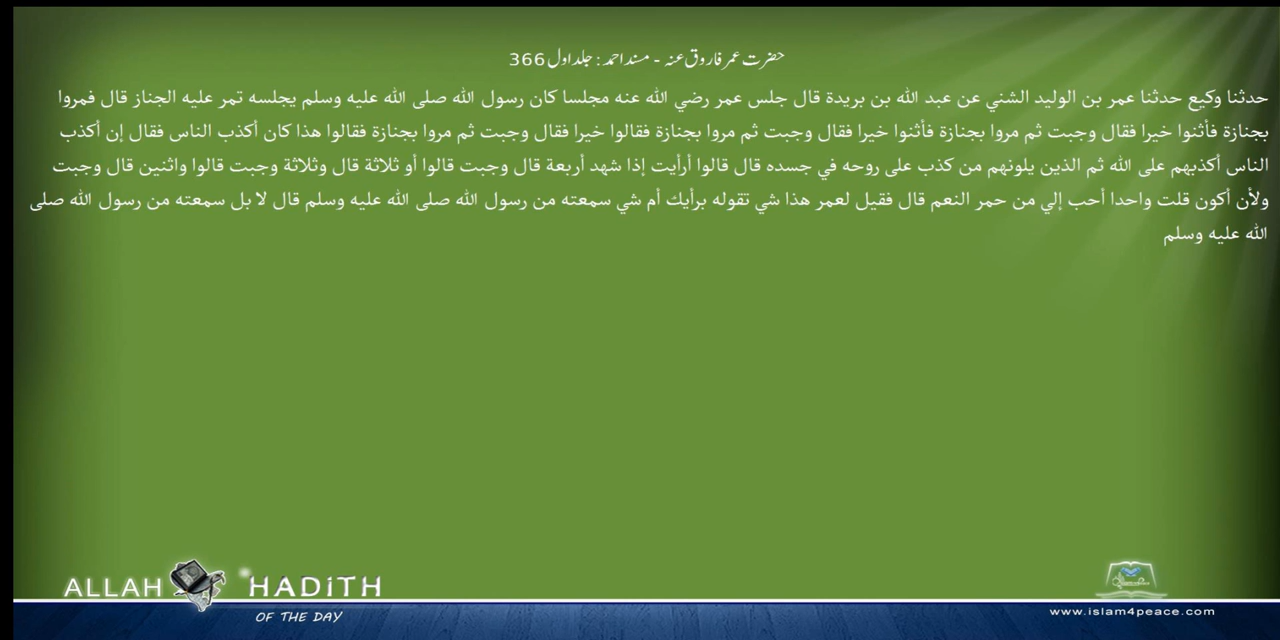 حضرت عمر فاروق عنہ - مسند احمد : جلد اول 366
حدثنا وكيع حدثنا عمر بن الوليد الشني عن عبد الله بن بريدة قال جلس عمر رضي الله عنه مجلسا كان رسول الله صلى الله عليه وسلم يجلسه تمر عليه الجناز قال فمروا
بجنازة فأثنوا خيرا فقال وجبت ثم مروا بجنازة فأثنوا خيرا فقال وجبت ثم مروا بجنازة فقالوا خيرا فقال وجبت ثم مروا بجنازة فقالوا هذا كان أكذب الناس فقال إن أكذب
الناس أكذبهم على الله ثم الذين يلونهم من كذب على روحه في جسده قال قالوا أرأيت إذا شهد أربعة قال وجبت قالوا أو ثلاثة قال وثلاثة وجبت قالوا واثنين قال وجبت
ولأن أكون قلت واحدا أحب إلي من حمر النعم قال فقيل لعمر هذا شي تقوله برأيك أم شي سمعته من رسول الله صلى الله عليه وسلم قال لا بل سمعته من رسول الله صلى
الله عليه وسلم
ALLAH HADiTH
OF THE DAY
www.islam4peace.com